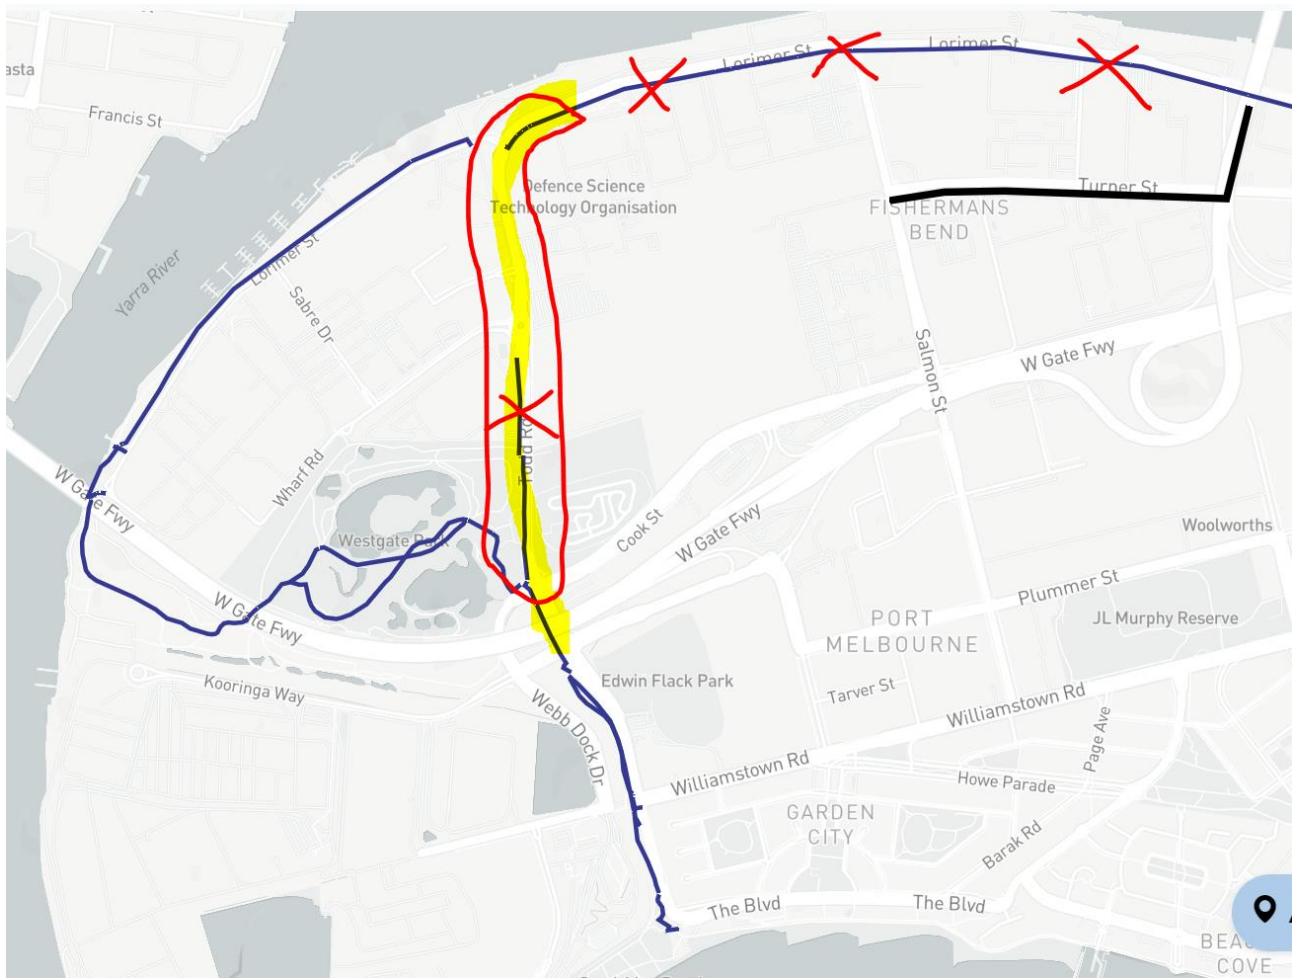 Lorimer St
Lorimer St
asta
Francis St
Defence Science
Technology Organisation
Turner St
FISHERMANS
BEND
Yarra River
Lorimer St
Sabre Dr
Salmon St
W Gate Fwy
Todd Ro
Wharf Rd
W Gate Fwy
Westgate Park
Cook St
W Gate Fwy
Woolworths
Plummer St
W Gate Fwy
PORT
MELBOURNE
JL Murphy Reserve
Kooringa Way
Edwin Flack Park
Tarver St
Webb Dock Dr
Williamstown Rd
Page Ave
Williamstown Rd
Howe Parade
GARDEN
CITY
Barak Rd
The Blvd
The Blvd
COVE